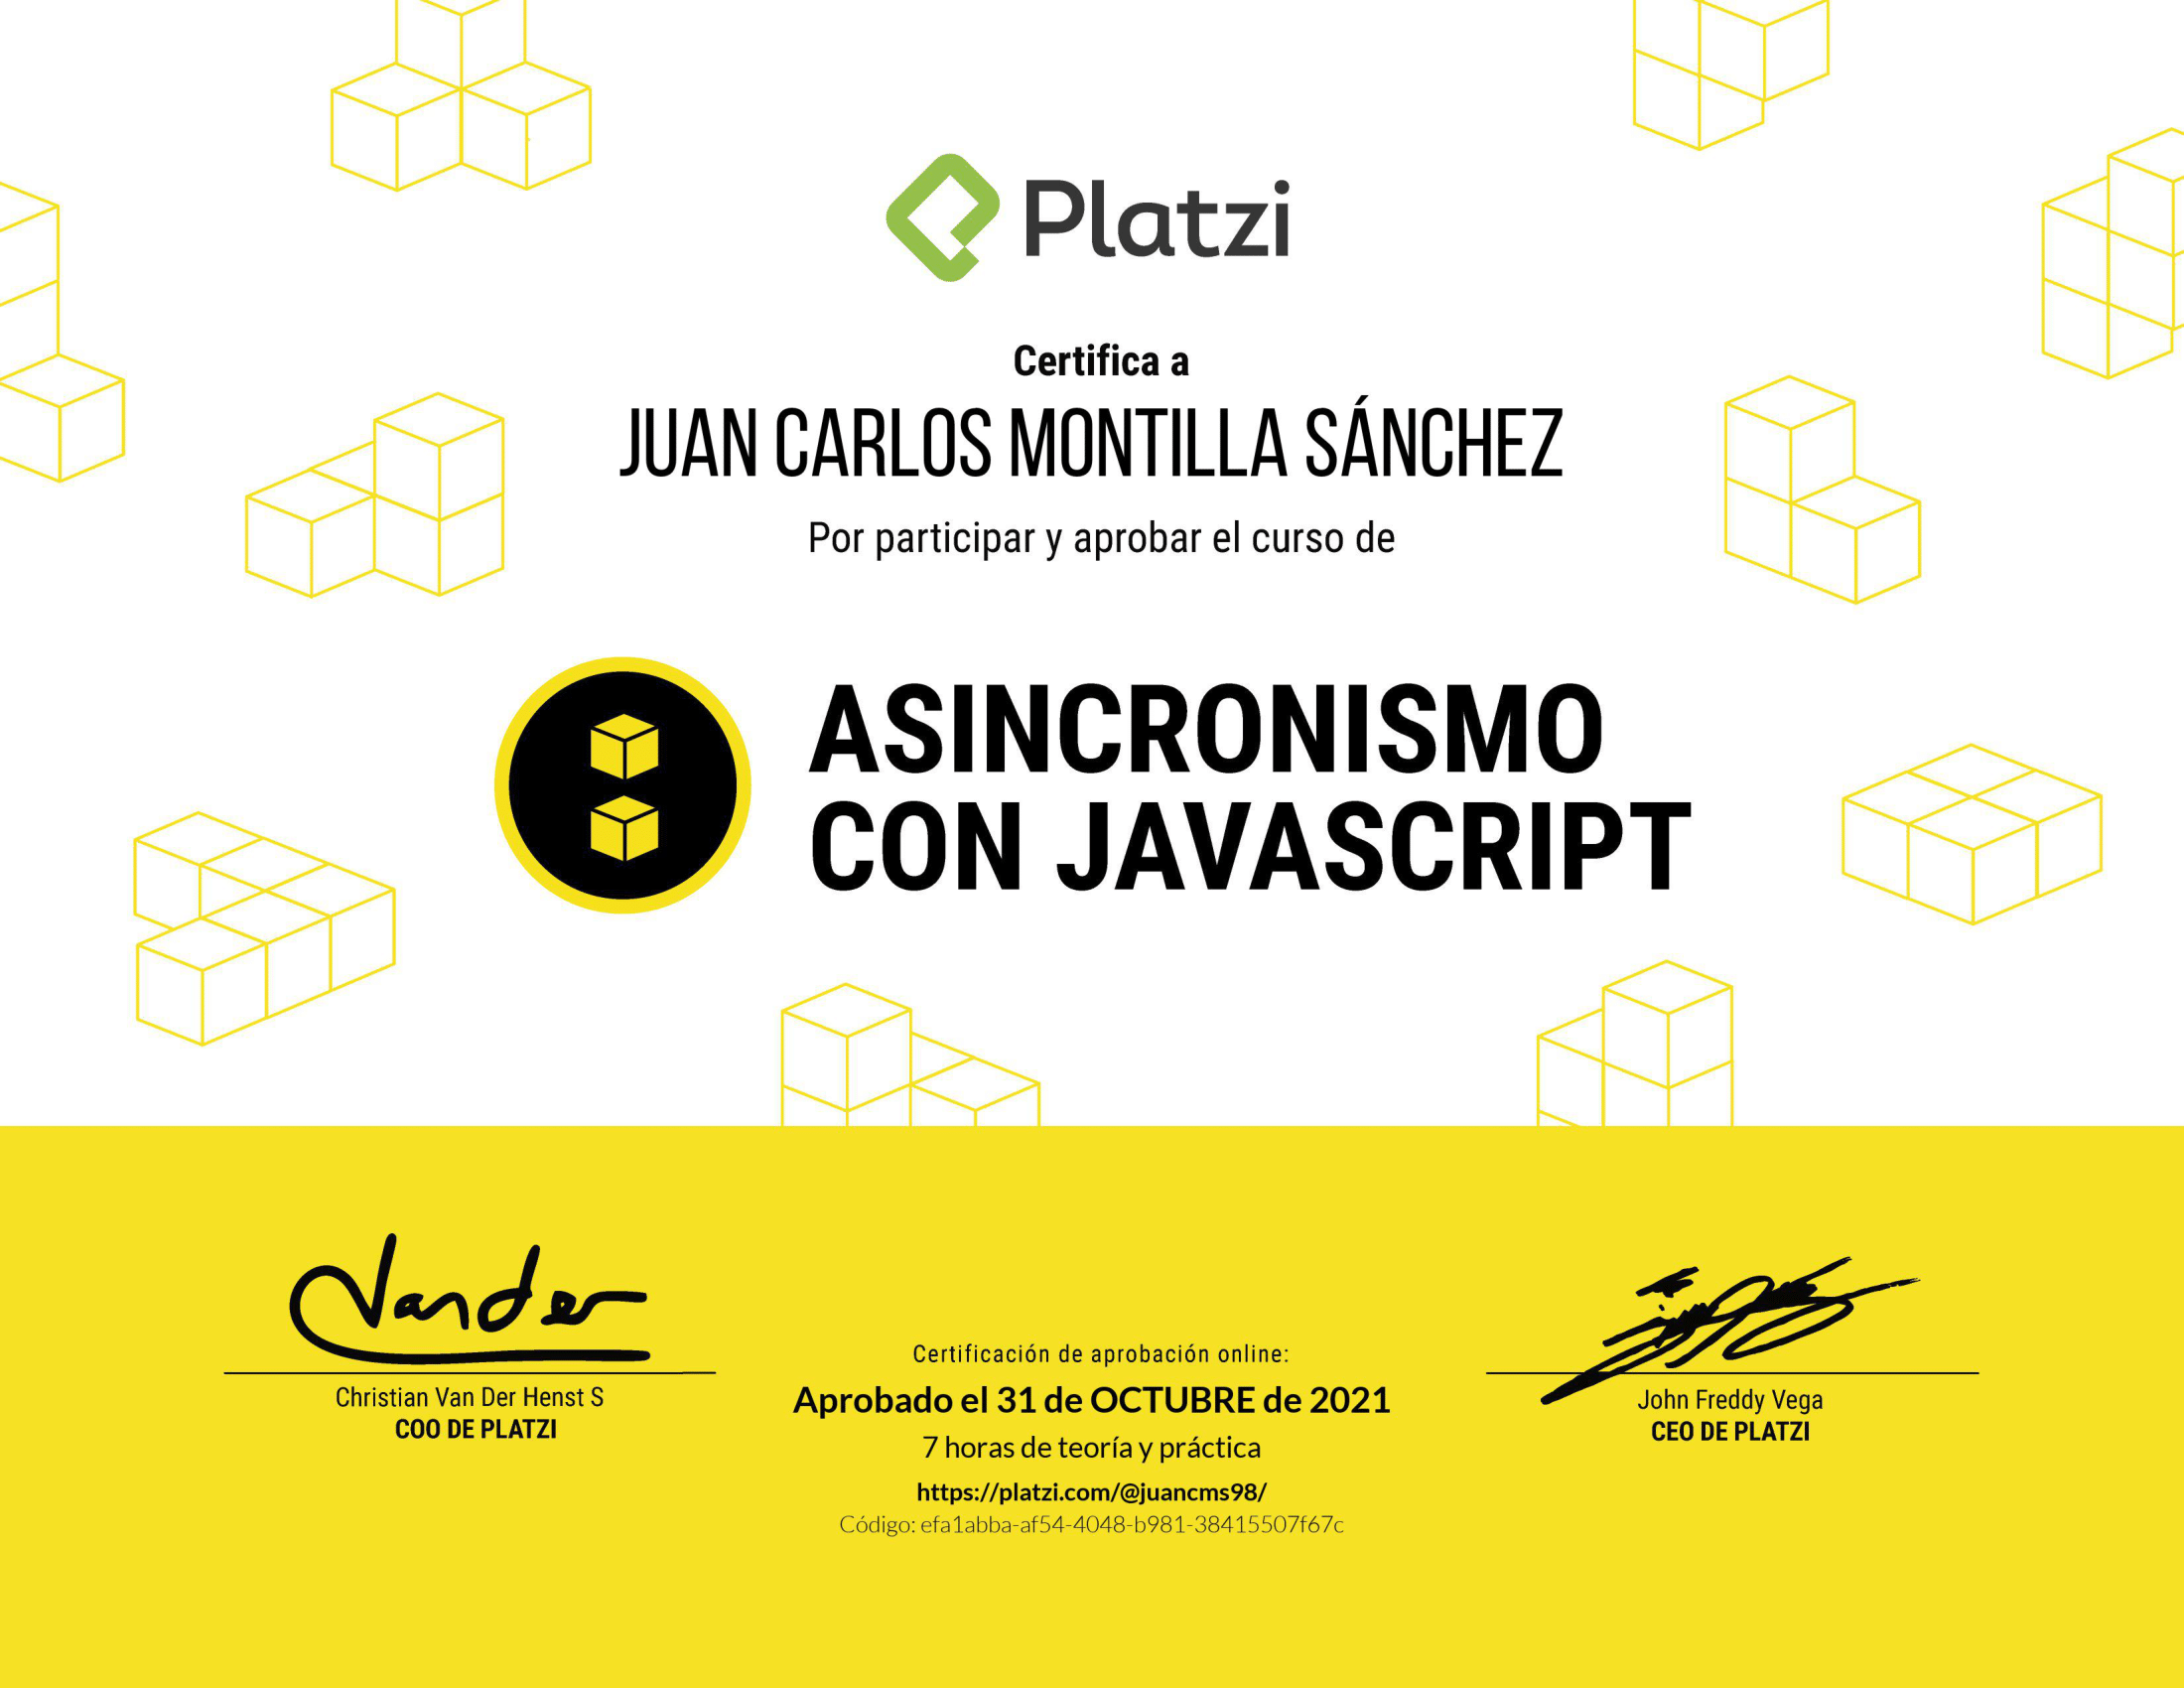 Platzi
Certifica a
JUAN CARLOS MONTILLA SÁNCHEZ
Por participar y aprobar el curso de
ASINCRONISMO
CON JAVASCRIPT
Vander
Christian Van Der Henst S
COO DE PLATZI
Certificación de aprobación online:
Aprobado el 31 de OCTUBRE de 2021
7 horas de teoría y práctica
https://platzi.com/@juancms98/
Código: efa1abba-af54-4048-b981-38415507f67c
John Freddy Vega
CEO DE PLATZI